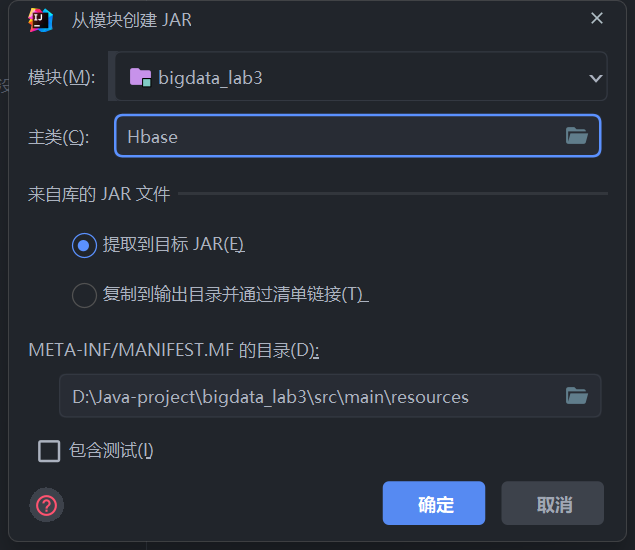 从模块创建 JAR
模块(M):
bigdata_lab3
主类(C):
Hbase
来自库的 JAR 文件
提取到目标 JAR(E)
复制到输出目录并通过清单链接(T)
META-INF/MANIFEST.MF 的目录(D):
D:\Java-project\bigdata_lab3\src\main\resources
包含测试(I)
确定
取消